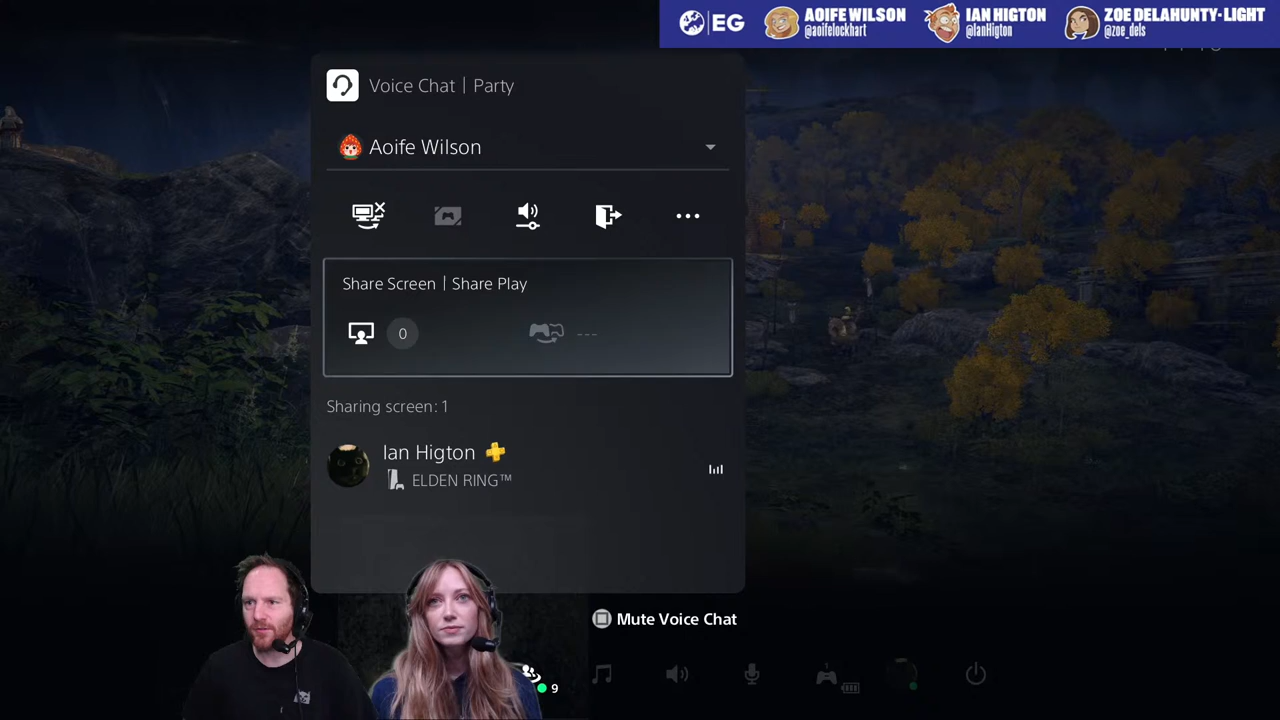 EG
AOIFE WILSON
@aoifelockhart
IAN HIGTON
@IanHigton
ZOE DELAHUNTY-LIGHT
@zoe_dels
Voice Chat | Party
Aoife Wilson
Share Screen | Share Play
0
---
Sharing screen: 1
Ian Higton
ELDEN RING™
Mute Voice Chat
9
1